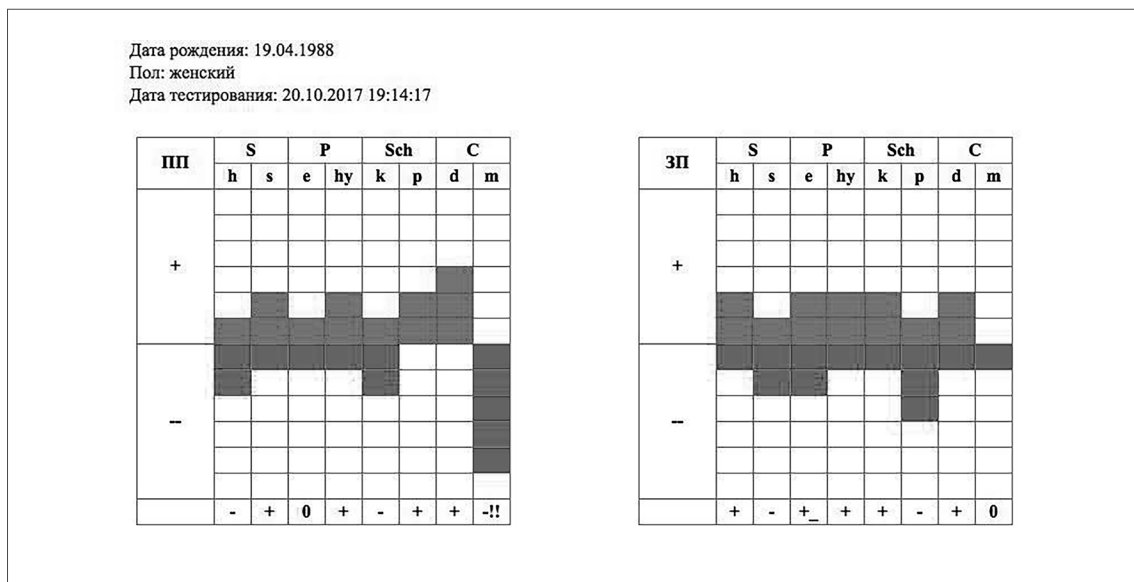 Дата рождения: 19.04.1988
Пол: женский
Дата тестирования: 20.10.2017 19:14:17
ПП S P Sch C
h s e hy k p d m
+
--
- + 0 + - + + -!!
ЗП S P Sch C
h s e hy k p d m
+
--
+ - +_ + + - + 0